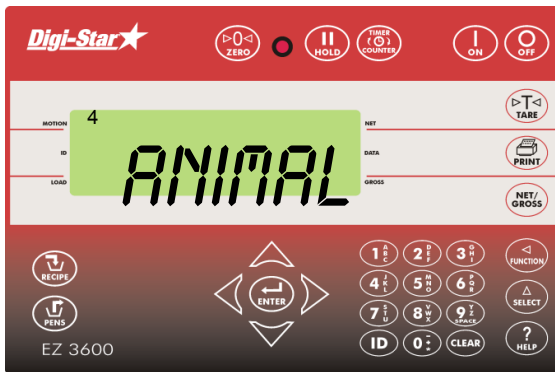 Digi-Star
ZERO
HOLD
TIMER
COUNTER
ON
OFF
4
MOTION
ID
LOAD
ANIMAL
NET
DATA
GROSS
T
TARE
PRINT
NET/
GROSS
RECIPE
PENS
EZ 3600
ENTER
1 A B C
2 D E F
3 G H I
4 J K L
5 M N O
6 P Q R
7 S T U
8 V W X
9 Y Z SPACE
ID
0 - + *
CLEAR
FUNCTION
SELECT
?
HELP